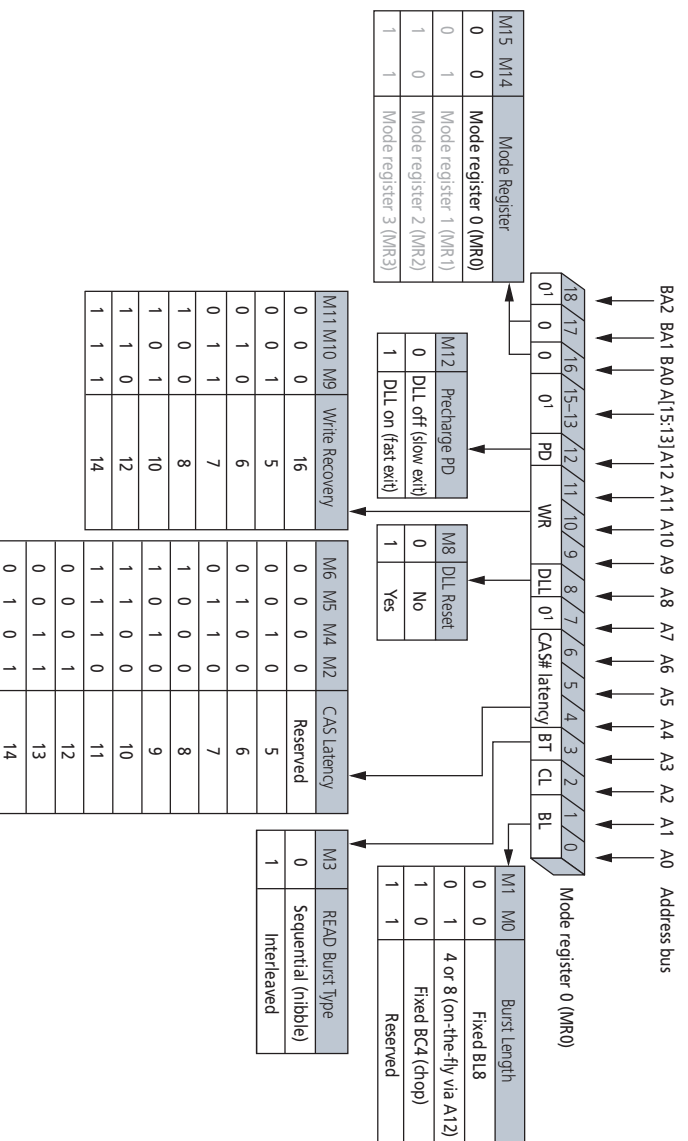 BA2 BA1 BA0 A[15:13] A12 A11 A10 A9 A8 A7 A6 A5 A4 A3 A2 A1 A0 Address bus
18 17 16 15–13 12 11 10 9 8 7 6 5 4 3 2 1 0
Mode register 0 (MR0)
0¹ 0 0 0¹ PD WR DLL 0¹ CAS# latency BT CL BL
M15 M14 Mode Register
0 0 Mode register 0 (MR0)
0 1 Mode register 1 (MR1)
1 0 Mode register 2 (MR2)
1 1 Mode register 3 (MR3)
M12 Precharge PD
0 DLL off (slow exit)
1 DLL on (fast exit)
M8 DLL Reset
0 No
1 Yes
M1 M0 Burst Length
0 0 Fixed BL8
0 1 4 or 8 (on-the-fly via A12)
1 0 Fixed BC4 (chop)
1 1 Reserved
M11 M10 M9 Write Recovery
0 0 0 16
0 0 1 5
0 1 0 6
0 1 1 7
1 0 0 8
1 0 1 10
1 1 0 12
1 1 1 14
M6 M5 M4 M2 CAS Latency
0 0 0 0 Reserved
0 0 1 0 5
0 1 0 0 6
0 1 1 0 7
1 0 0 0 8
1 0 1 0 9
1 1 0 0 10
1 1 1 0 11
0 0 0 1 12
0 0 1 1 13
0 1 0 1 14
M3 READ Burst Type
0 Sequential (nibble)
1 Interleaved